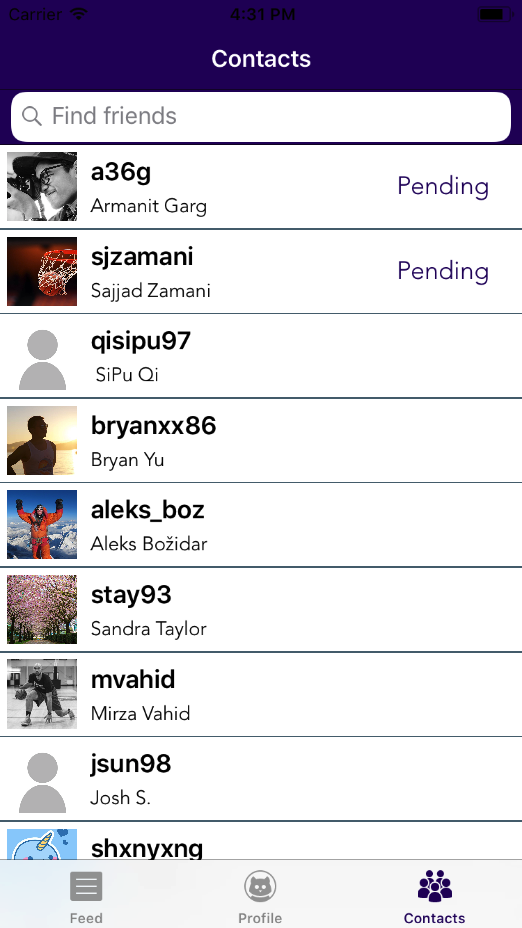 Carrier 4:31 PM
Contacts
Find friends
a36g
Armanit Garg
Pending
sjzamani
Sajjad Zamani
Pending
qisipu97
SiPu Qi
bryanxx86
Bryan Yu
aleks_boz
Aleks Božidar
stay93
Sandra Taylor
mvahid
Mirza Vahid
jsun98
Josh S.
shxnyxng
Feed Profile Contacts